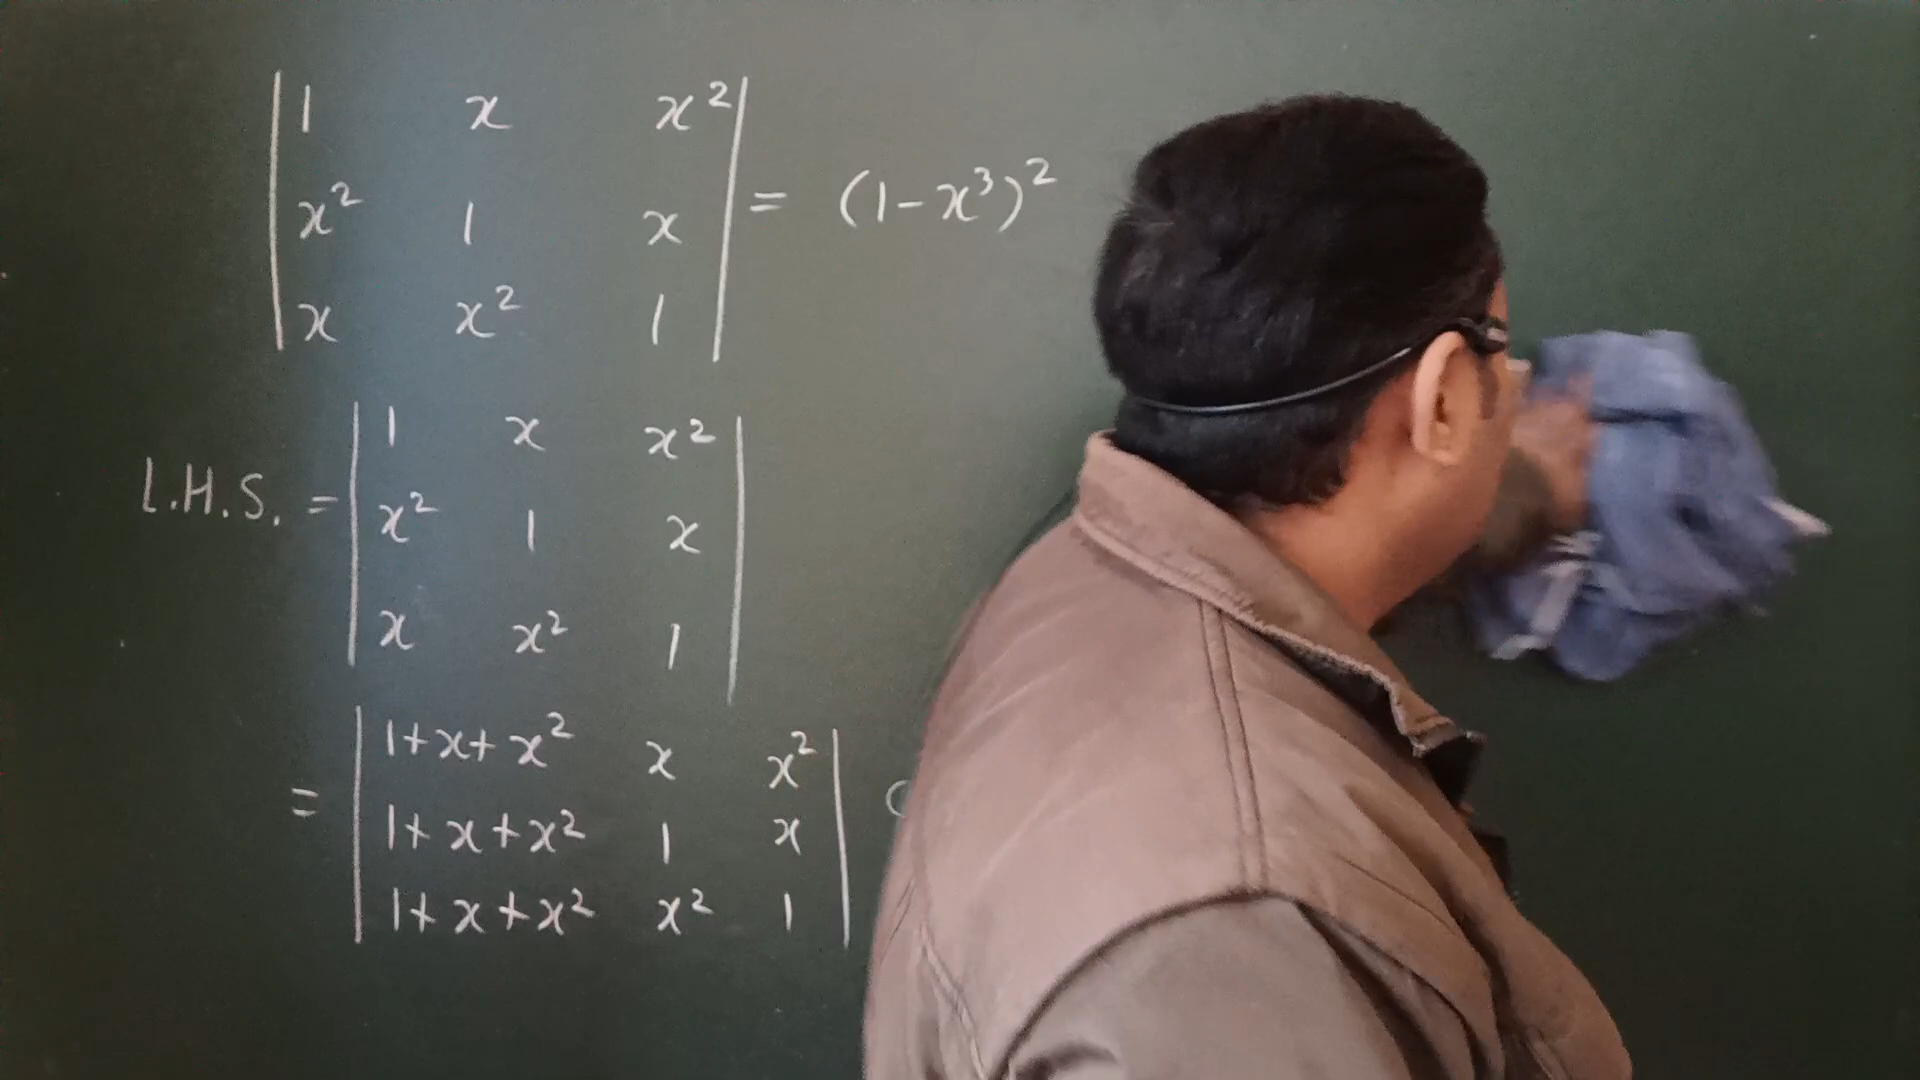 | 1 x x² |
| x² 1 x | = (1-x³)²
| x x² 1 |
| 1 x x² |
L.H.S. = | x² 1 x |
| x x² 1 |
| 1+x+x² x x² |
= | 1+x+x² 1 x |
| 1+x+x² x² 1 |